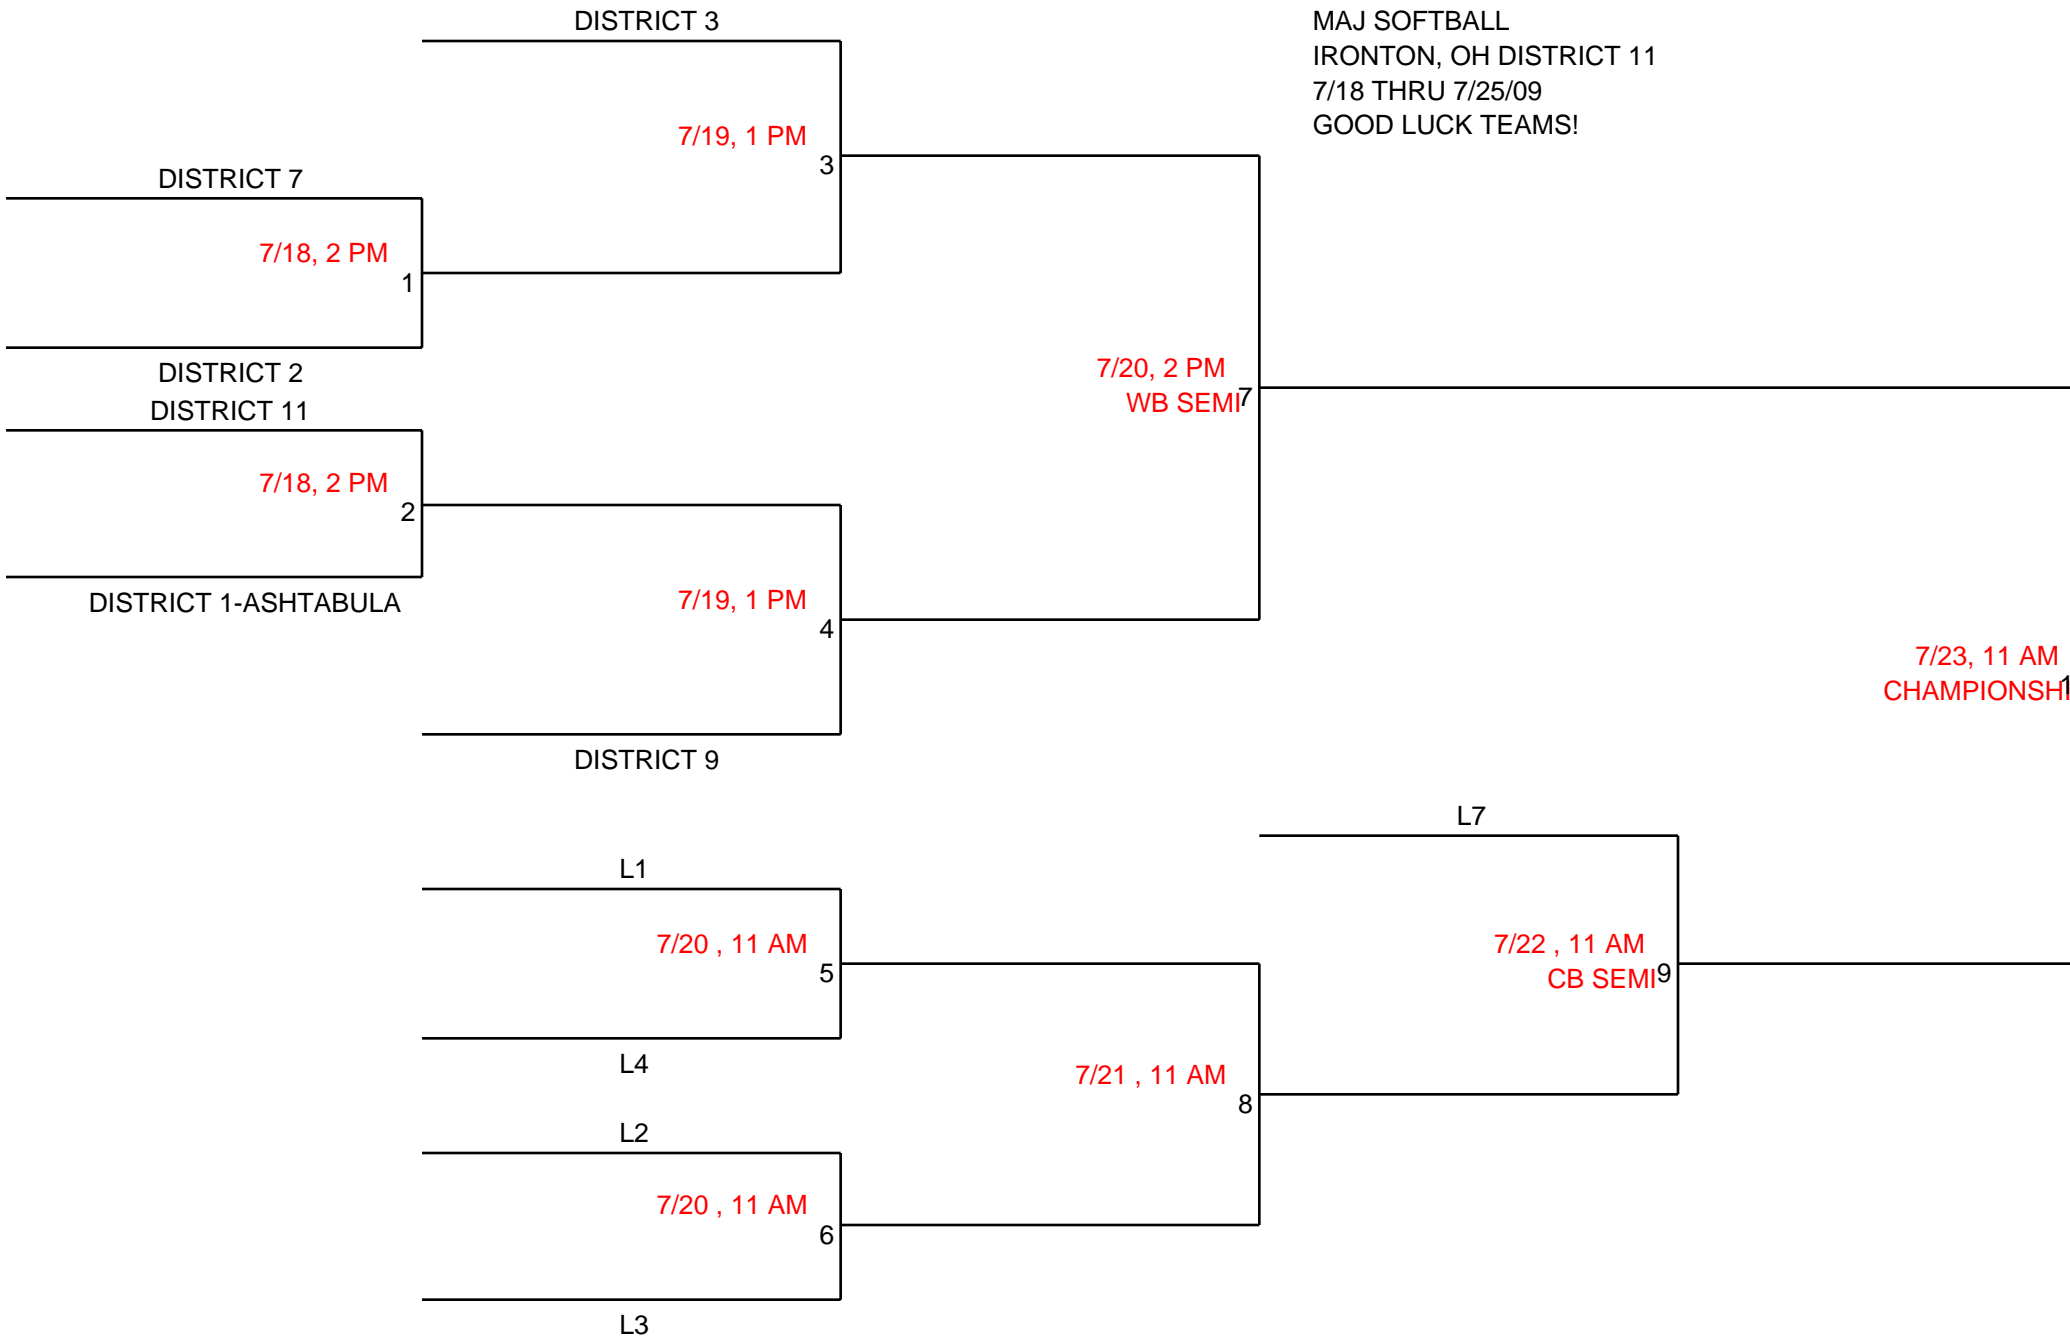 DISTRICT 3
MAJ SOFTBALL
IRONTON, OH DISTRICT 11
7/18 THRU 7/25/09
GOOD LUCK TEAMS!
7/19, 1 PM
3
DISTRICT 7
7/18, 2 PM
1
DISTRICT 2
7/20, 2 PM
WB SEMI
7
DISTRICT 11
7/18, 2 PM
2
DISTRICT 1-ASHTABULA
7/19, 1 PM
4
7/23, 11 AM
CHAMPIONSHI
1
DISTRICT 9
L7
L1
7/20 , 11 AM
5
7/22 , 11 AM
CB SEMI
9
L4
7/21 , 11 AM
8
L2
7/20 , 11 AM
6
L3